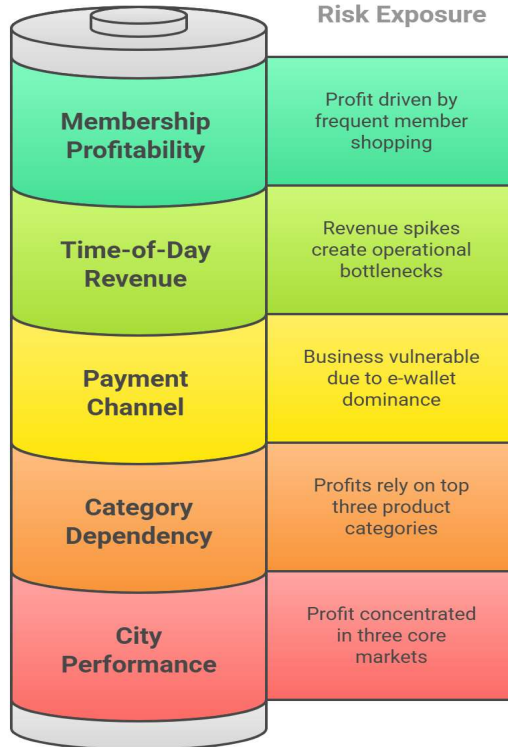 Risk Exposure
Membership
Profitability
Profit driven by
frequent member
shopping
Time-of-Day
Revenue
Revenue spikes
create operational
bottlenecks
Payment
Channel
Business vulnerable
due to e-wallet
dominance
Category
Dependency
Profits rely on top
three product
categories
City
Performance
Profit concentrated
in three core
markets